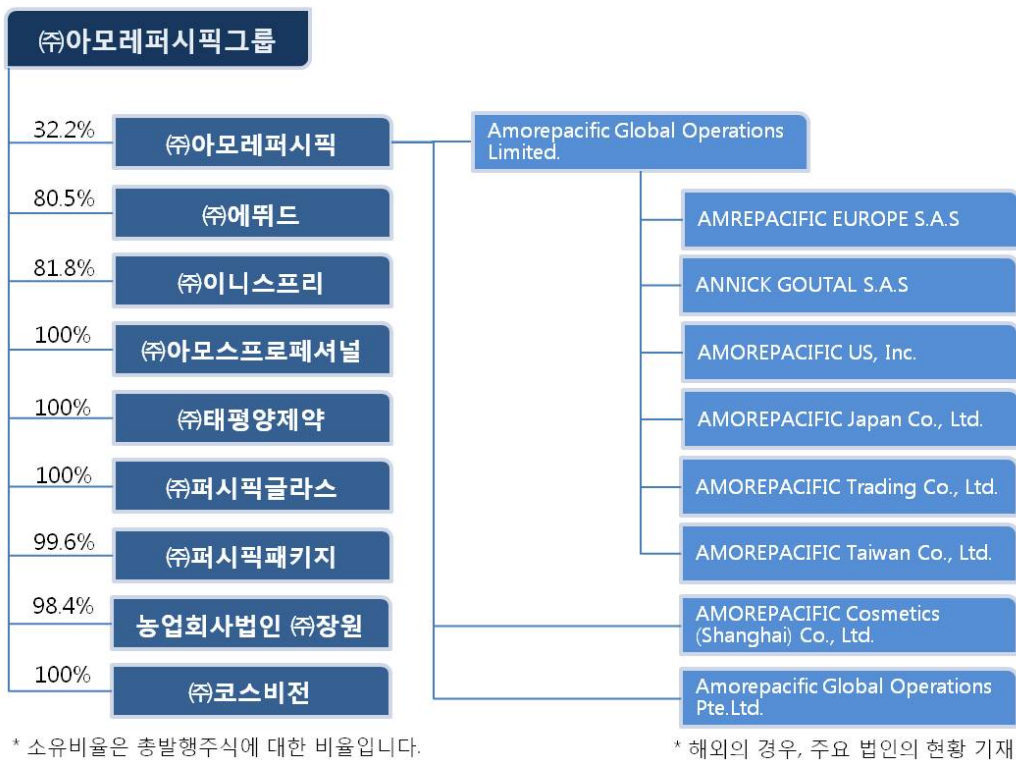 ㈜아모레퍼시픽그룹
32.2%
㈜아모레퍼시픽
80.5%
㈜에뛰드
81.8%
㈜이니스프리
100%
㈜아모스프로페셔널
100%
㈜태평양제약
100%
㈜퍼시픽글라스
99.6%
㈜퍼시픽패키지
98.4%
농업회사법인 ㈜장원
100%
㈜코스비전
Amorepacific Global Operations
Limited.
AMREPACIFIC EUROPE S.A.S
ANNICK GOUTAL S.A.S
AMOREPACIFIC US, Inc.
AMOREPACIFIC Japan Co., Ltd.
AMOREPACIFIC Trading Co., Ltd.
AMOREPACIFIC Taiwan Co., Ltd.
AMOREPACIFIC Cosmetics
(Shanghai) Co., Ltd.
Amorepacific Global Operations
Pte.Ltd.
* 소유비율은 총발행주식에 대한 비율입니다.
* 해외의 경우, 주요 법인의 현황 기재